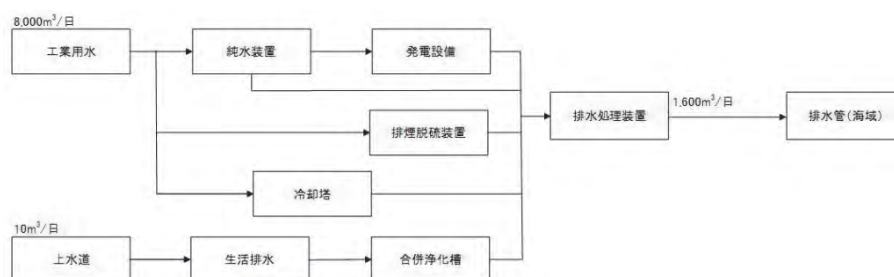 8,000m³/日
工業用水
純水装置
発電設備
排煙脱硫装置
冷却塔
排水処理装置
1,600m³/日
排水管(海域)
10m³/日
上水道
生活排水
合併浄化槽